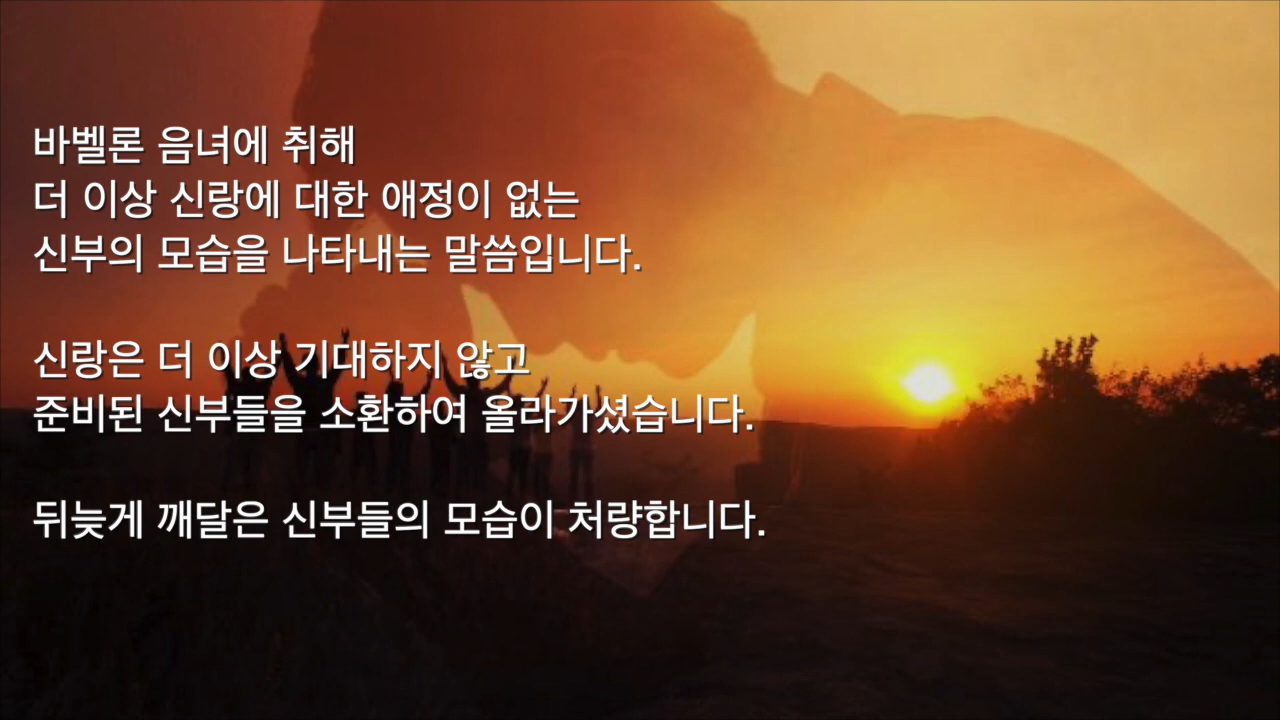 바벨론 음녀에 취해
더 이상 신랑에 대한 애정이 없는
신부의 모습을 나타내는 말씀입니다.
신랑은 더 이상 기대하지 않고
준비된 신부들을 소환하여 올라가셨습니다.
뒤늦게 깨달은 신부들의 모습이 처량합니다.